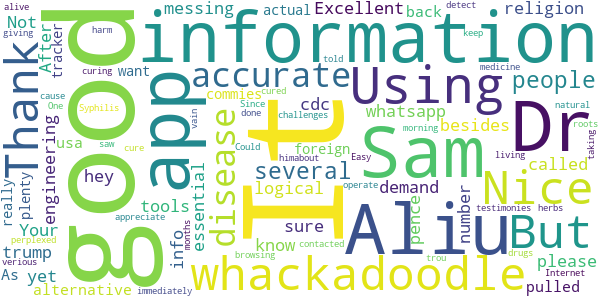 alive
messing
actual
Excellent
back
religion
detect
Not
After
tracker
harm
giving
want
information
keep
curing
told
medicine
cause
usa
Thank
good
app
accurate
Using
people
cured
commies
cdc
Dr
natural
One
Syphilis
Since
done
challenges
whatsapp
besides
roots
engineering
cure
saw
vain
morning
taking
Could
foreign
called
hey
disease
It
Sam
several
Easy
living
really
plenty
tools
essential
logical
demand
Nice
Your
info
sure
pence
number
operate
testimonies
herbs
appreciate
himabout
trump
know
Aliu
But
please
As
yet
months
contacted
drugs
perplexed
whackadoodle
pulled
verious
alternative
immediately
browsing
trou
Internet